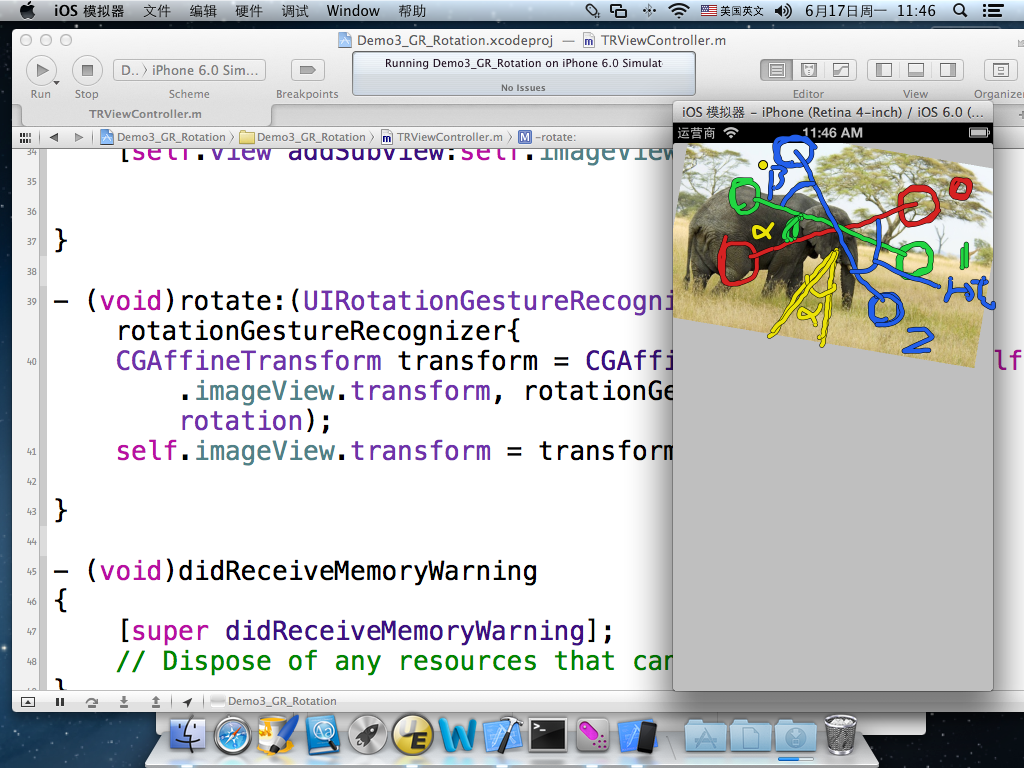 iOS 模拟器 文件 编辑 硬件 调试 Window 帮助 美国英文 6月17日周一 11:46
Demo3_GR_Rotation.xcodeproj — TRViewController.m
D.. 〉 iPhone 6.0 Sim...
Running Demo3_GR_Rotation on iPhone 6.0 Simulat
No Issues
Run Stop Scheme Breakpoints Editor View Organizer
TRViewController.m
Demo3_GR_Rotation 〉 Demo3_GR_Rotation 〉 TRViewController.m 〉 M -rotate:
34 [self.view addSubview:self.imageView
35
36
37 }
38
39 - (void)rotate:(UIRotationGestureRecogni
rotationGestureRecognizer{
40 CGAffineTransform transform = CGAffi lf
.imageView.transform, rotationGe
rotation);
41 self.imageView.transform = transform
42
43 }
44
45 - (void)didReceiveMemoryWarning
46 {
47 [super didReceiveMemoryWarning];
48 // Dispose of any resources that can
}
Demo3_GR_Rotation
iOS 模拟器 - iPhone (Retina 4-inch) / iOS 6.0 (...
运营商 11:46 AM
β
0
α
1
α
2